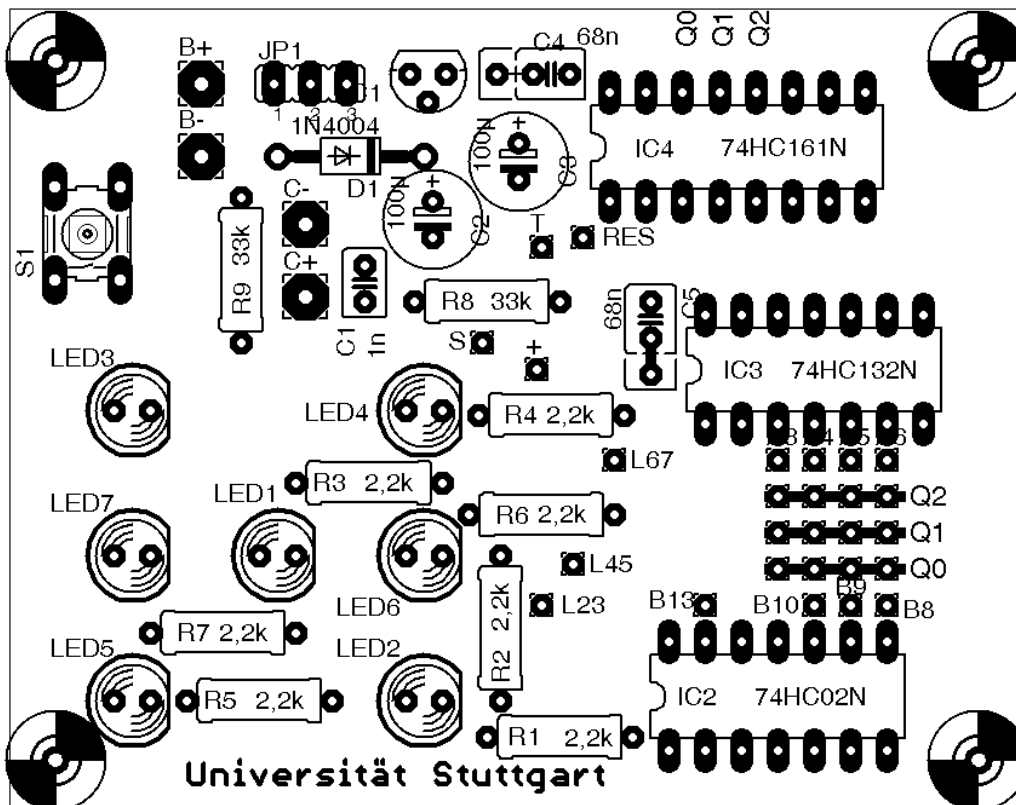 Q0
Q1
Q2
B+
JP1
C4
68n
1
2
3
B-
1N4004
100N
+
C3
IC4 74HC161N
D1
100N
+
C2
C-
T
RES
S1
R9 33k
C+
C1
1n
R8 33k
68n
C5
S
+
LED3
IC3 74HC132N
LED4
R4 2,2k
L67
R3 2,2k
LED7
LED1
R6 2,2k
Q2
Q1
L45
Q0
LED6
L23
B13
B10
B9
B8
R7 2,2k
R2 2,2k
LED5
LED2
R5 2,2k
IC2 74HC02N
R1 2,2k
Universität Stuttgart